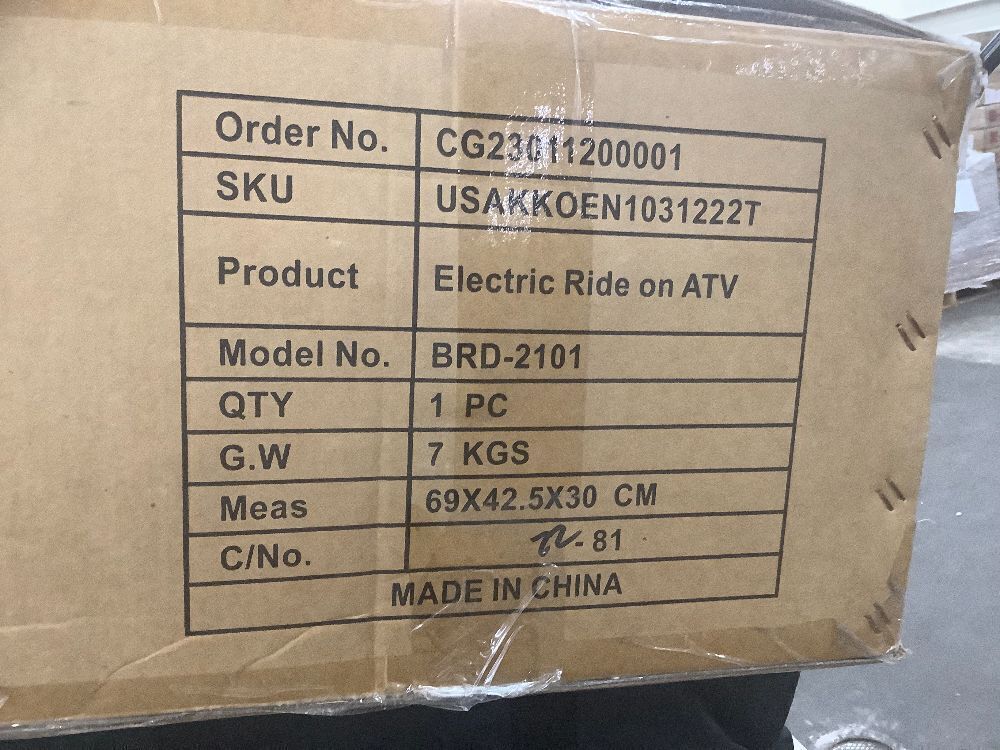 Order No. CG23011200001
SKU USAKKOEN1031222T
Product Electric Ride on ATV
Model No. BRD-2101
QTY 1 PC
G.W 7 KGS
Meas 69X42.5X30 CM
C/No. - 81
MADE IN CHINA